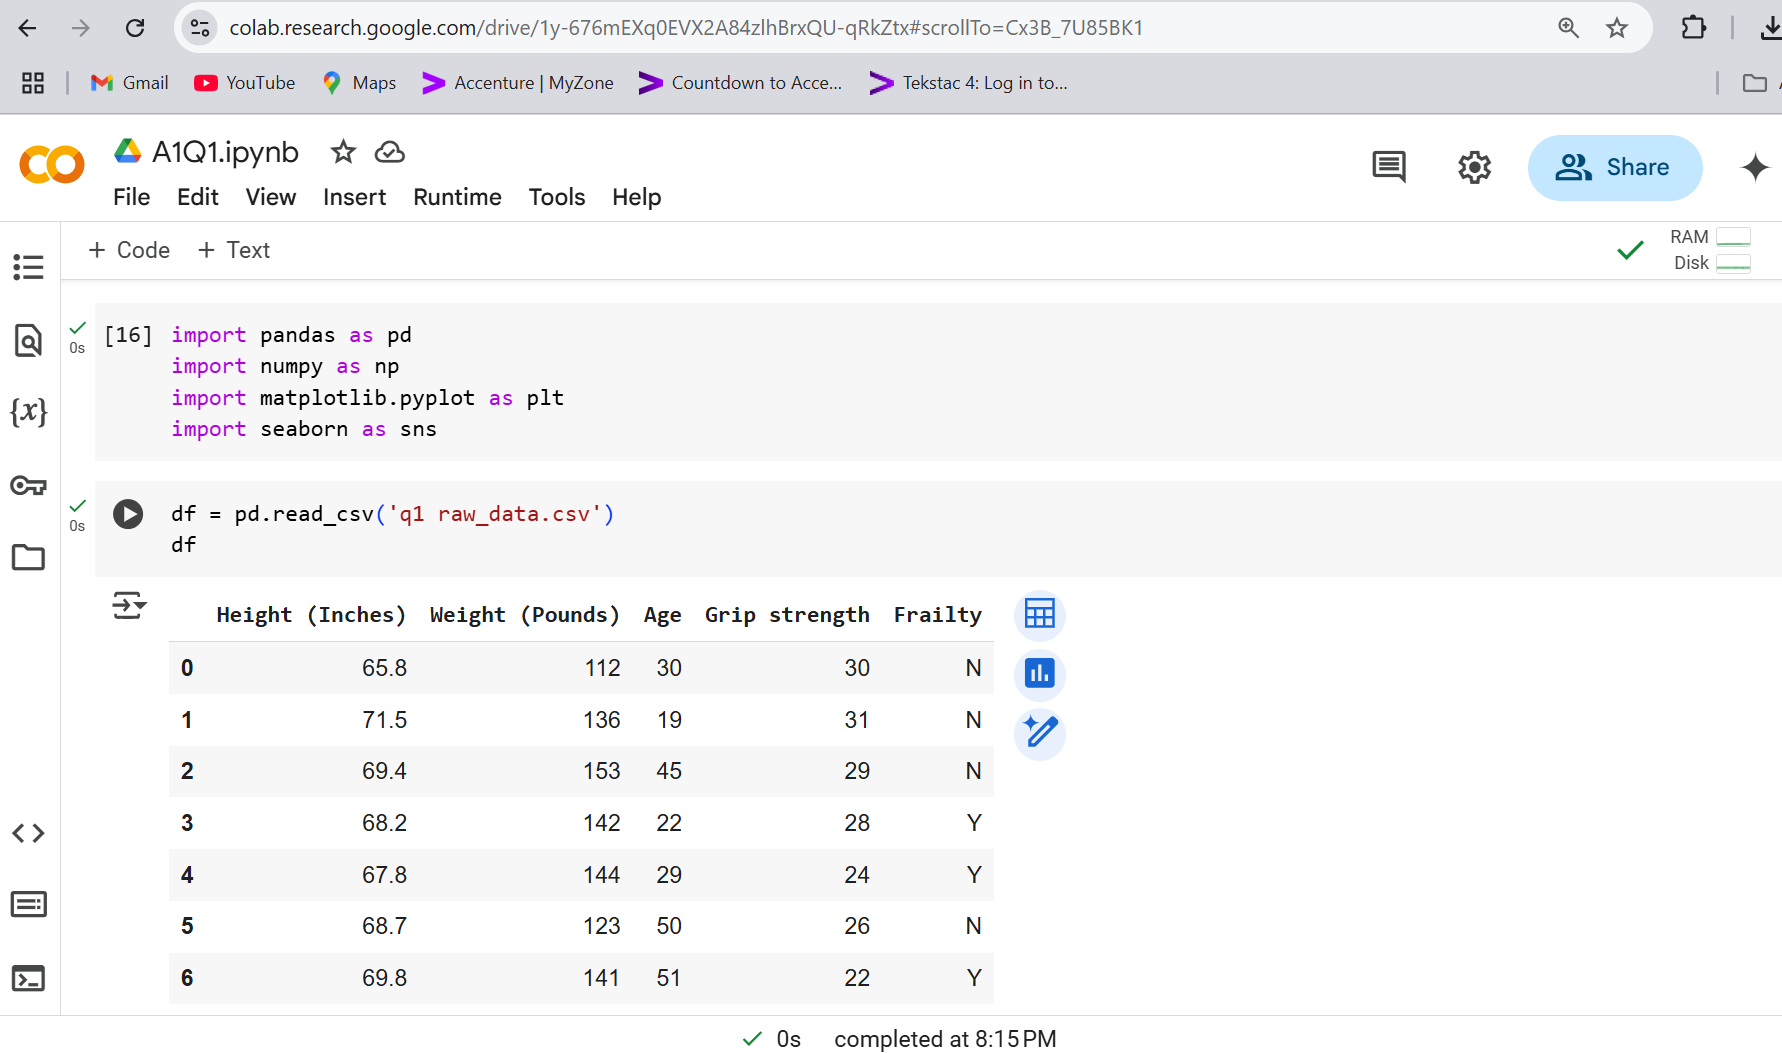 colab.research.google.com/drive/1y-676mEXq0EVX2A84zlhBrxQU-qRkZtx#scrollTo=Cx3B_7U85BK1
Gmail YouTube Maps Accenture | MyZone Countdown to Acce... Tekstac 4: Log in to...
A1Q1.ipynb
File Edit View Insert Runtime Tools Help
Share
+ Code + Text
RAM
Disk
0s
[16] import pandas as pd
import numpy as np
import matplotlib.pyplot as plt
import seaborn as sns
0s
df = pd.read_csv('q1 raw_data.csv')
df
Height (Inches) Weight (Pounds) Age Grip strength Frailty
0 65.8 112 30 30 N
1 71.5 136 19 31 N
2 69.4 153 45 29 N
3 68.2 142 22 28 Y
4 67.8 144 29 24 Y
5 68.7 123 50 26 N
6 69.8 141 51 22 Y
0s completed at 8:15 PM